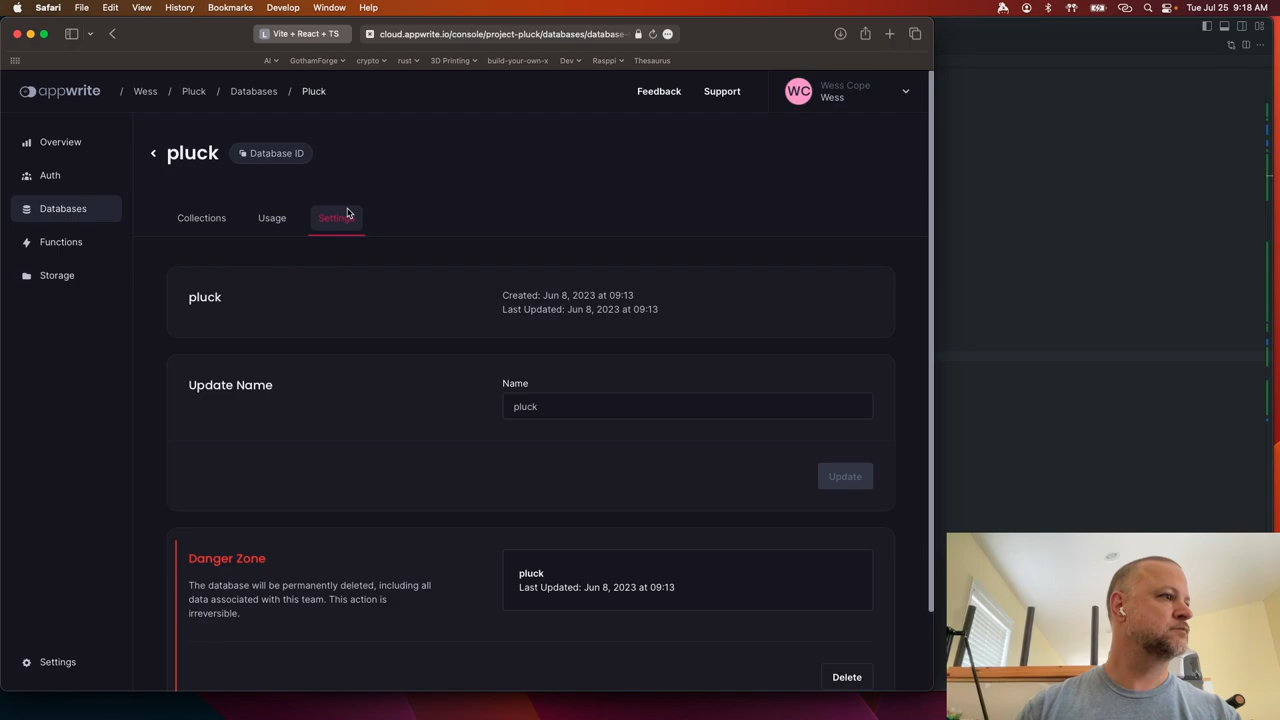 Safari File Edit View History Bookmarks Develop Window Help Tue Jul 25 9:18 AM
Vite + React + TS
cloud.appwrite.io/console/project-pluck/databases/database-
AI GothamForge crypto rust 3D Printing build-your-own-x Dev Rasppi Thesaurus
appwrite / Wess / Pluck / Databases / Pluck
Feedback Support
WC
Wess Cope
Wess
Overview
Auth
Databases
Functions
Storage
Settings
pluck Database ID
Collections Usage Settings
pluck
Created: Jun 8, 2023 at 09:13
Last Updated: Jun 8, 2023 at 09:13
Update Name
Name
pluck
Update
Danger Zone
The database will be permanently deleted, including all
data associated with this team. This action is
irreversible.
pluck
Last Updated: Jun 8, 2023 at 09:13
Delete